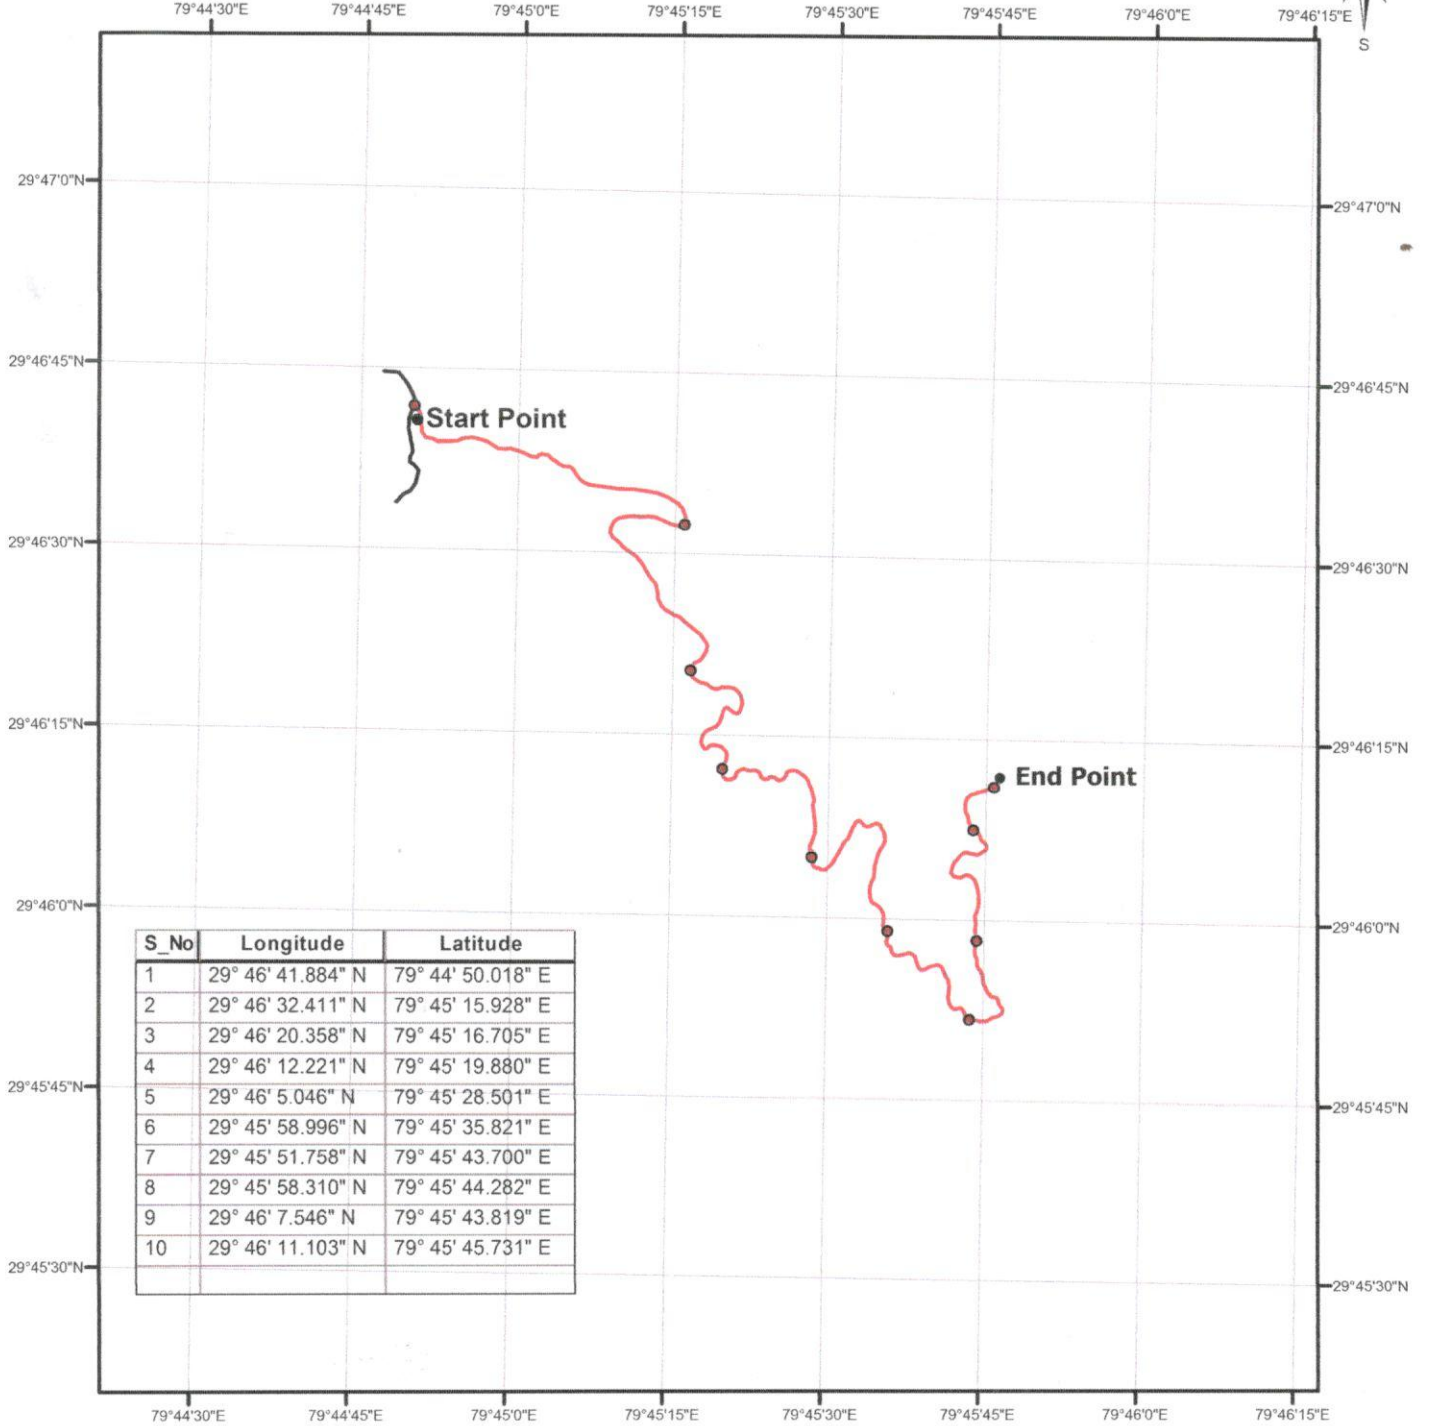 79°44'30"E 79°44'45"E 79°45'0"E 79°45'15"E 79°45'30"E 79°45'45"E 79°46'0"E 79°46'15"E
S
29°47'0"N 29°47'0"N
29°46'45"N 29°46'45"N
Start Point
29°46'30"N 29°46'30"N
29°46'15"N 29°46'15"N
End Point
29°46'0"N 29°46'0"N
S_No Longitude Latitude
1 29° 46' 41.884" N 79° 44' 50.018" E
2 29° 46' 32.411" N 79° 45' 15.928" E
3 29° 46' 20.358" N 79° 45' 16.705" E
4 29° 46' 12.221" N 79° 45' 19.880" E
5 29° 46' 5.046" N 79° 45' 28.501" E
6 29° 45' 58.996" N 79° 45' 35.821" E
7 29° 45' 51.758" N 79° 45' 43.700" E
8 29° 45' 58.310" N 79° 45' 44.282" E
9 29° 46' 7.546" N 79° 45' 43.819" E
10 29° 46' 11.103" N 79° 45' 45.731" E
29°45'45"N 29°45'45"N
29°45'30"N 29°45'30"N
79°44'30"E 79°44'45"E 79°45'0"E 79°45'15"E 79°45'30"E 79°45'45"E 79°46'0"E 79°46'15"E